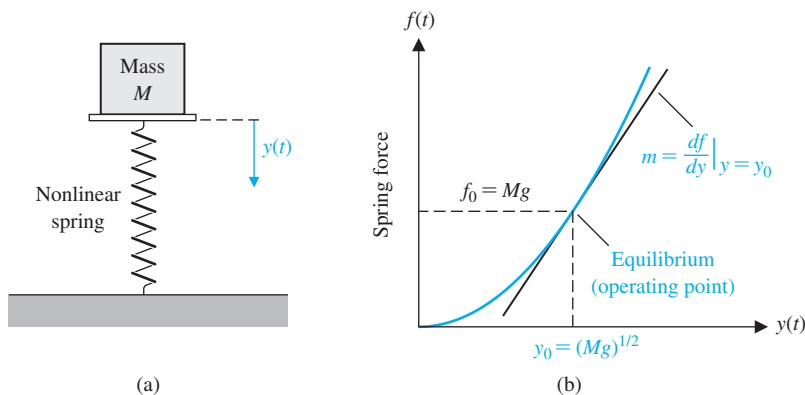 Mass
M
y(t)
Nonlinear
spring
(a)
f(t)
Spring force
f₀ = Mg
m = df/dy |y = y₀
Equilibrium
(operating point)
y(t)
y₀ = (Mg)^1/2
(b)